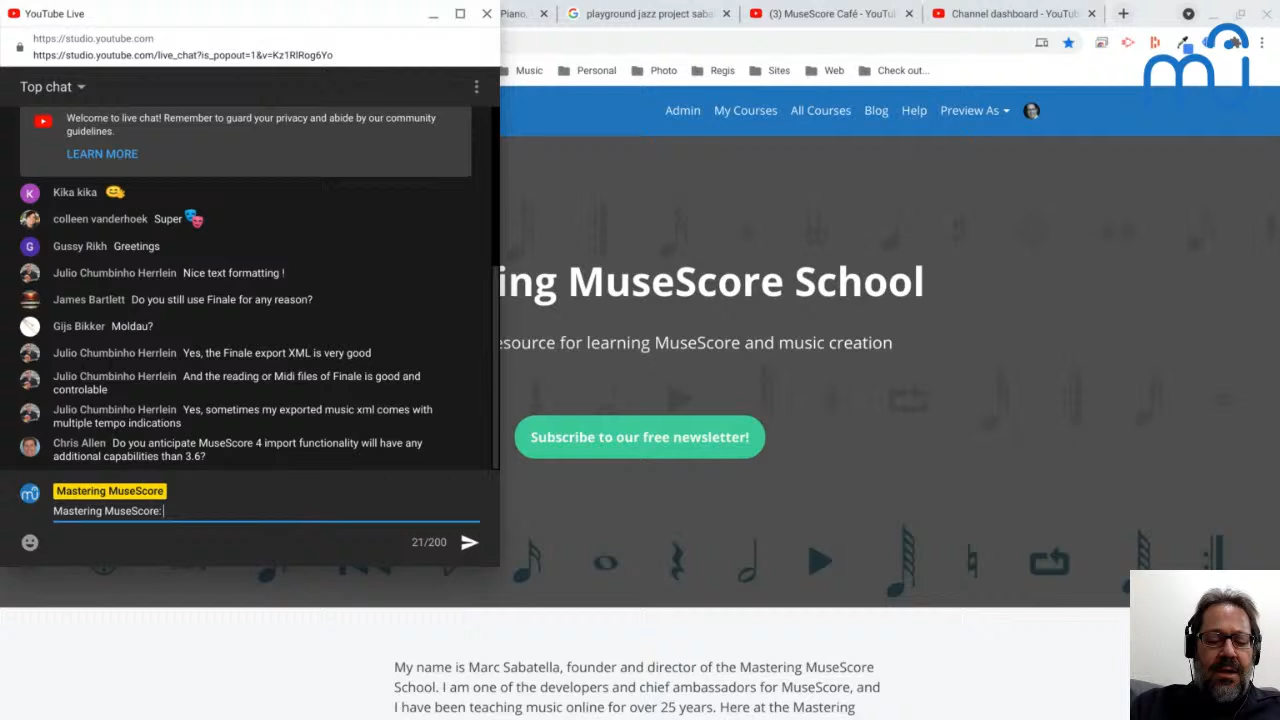 YouTube Live
https://studio.youtube.com
https://studio.youtube.com/live_chat?is_popout=1&v=Kz1RlRog6Yo
Top chat
Welcome to live chat! Remember to guard your privacy and abide by our community
guidelines.
LEARN MORE
Kika kika
colleen vanderhoek Super
Gussy Rikh Greetings
Julio Chumbinho Herrlein Nice text formatting !
James Bartlett Do you still use Finale for any reason?
Gijs Bikker Moldau?
Julio Chumbinho Herrlein Yes, the Finale export XML is very good
Julio Chumbinho Herrlein And the reading or Midi files of Finale is good and
controlable
Julio Chumbinho Herrlein Yes, sometimes my exported music xml comes with
multiple tempo indications
Chris Allen Do you anticipate MuseScore 4 import functionality will have any
additional capabilities than 3.6?
Mastering MuseScore
Mastering MuseScore:
21/200
Piano,
playground jazz project saba
(3) MuseScore Café - YouTu
Channel dashboard - YouTub
Music Personal Photo Regis Sites Web Check out...
Admin My Courses All Courses Blog Help Preview As
ing MuseScore School
esource for learning MuseScore and music creation
Subscribe to our free newsletter!
My name is Marc Sabatella, founder and director of the Mastering MuseScore
School. I am one of the developers and chief ambassadors for MuseScore, and
I have been teaching music online for over 25 years. Here at the Mastering